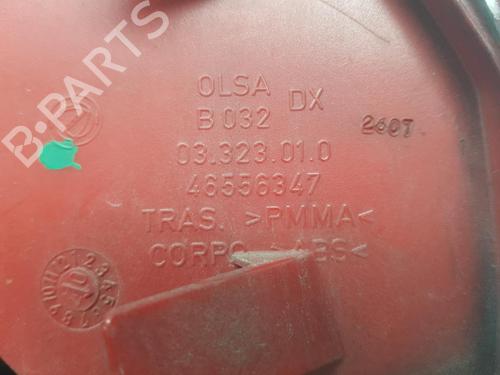 B-PARTS
OLSA DX
B 032
2607
03.323.01.0
46556347
TRAS. >PMMA<
CORPO >ABS<